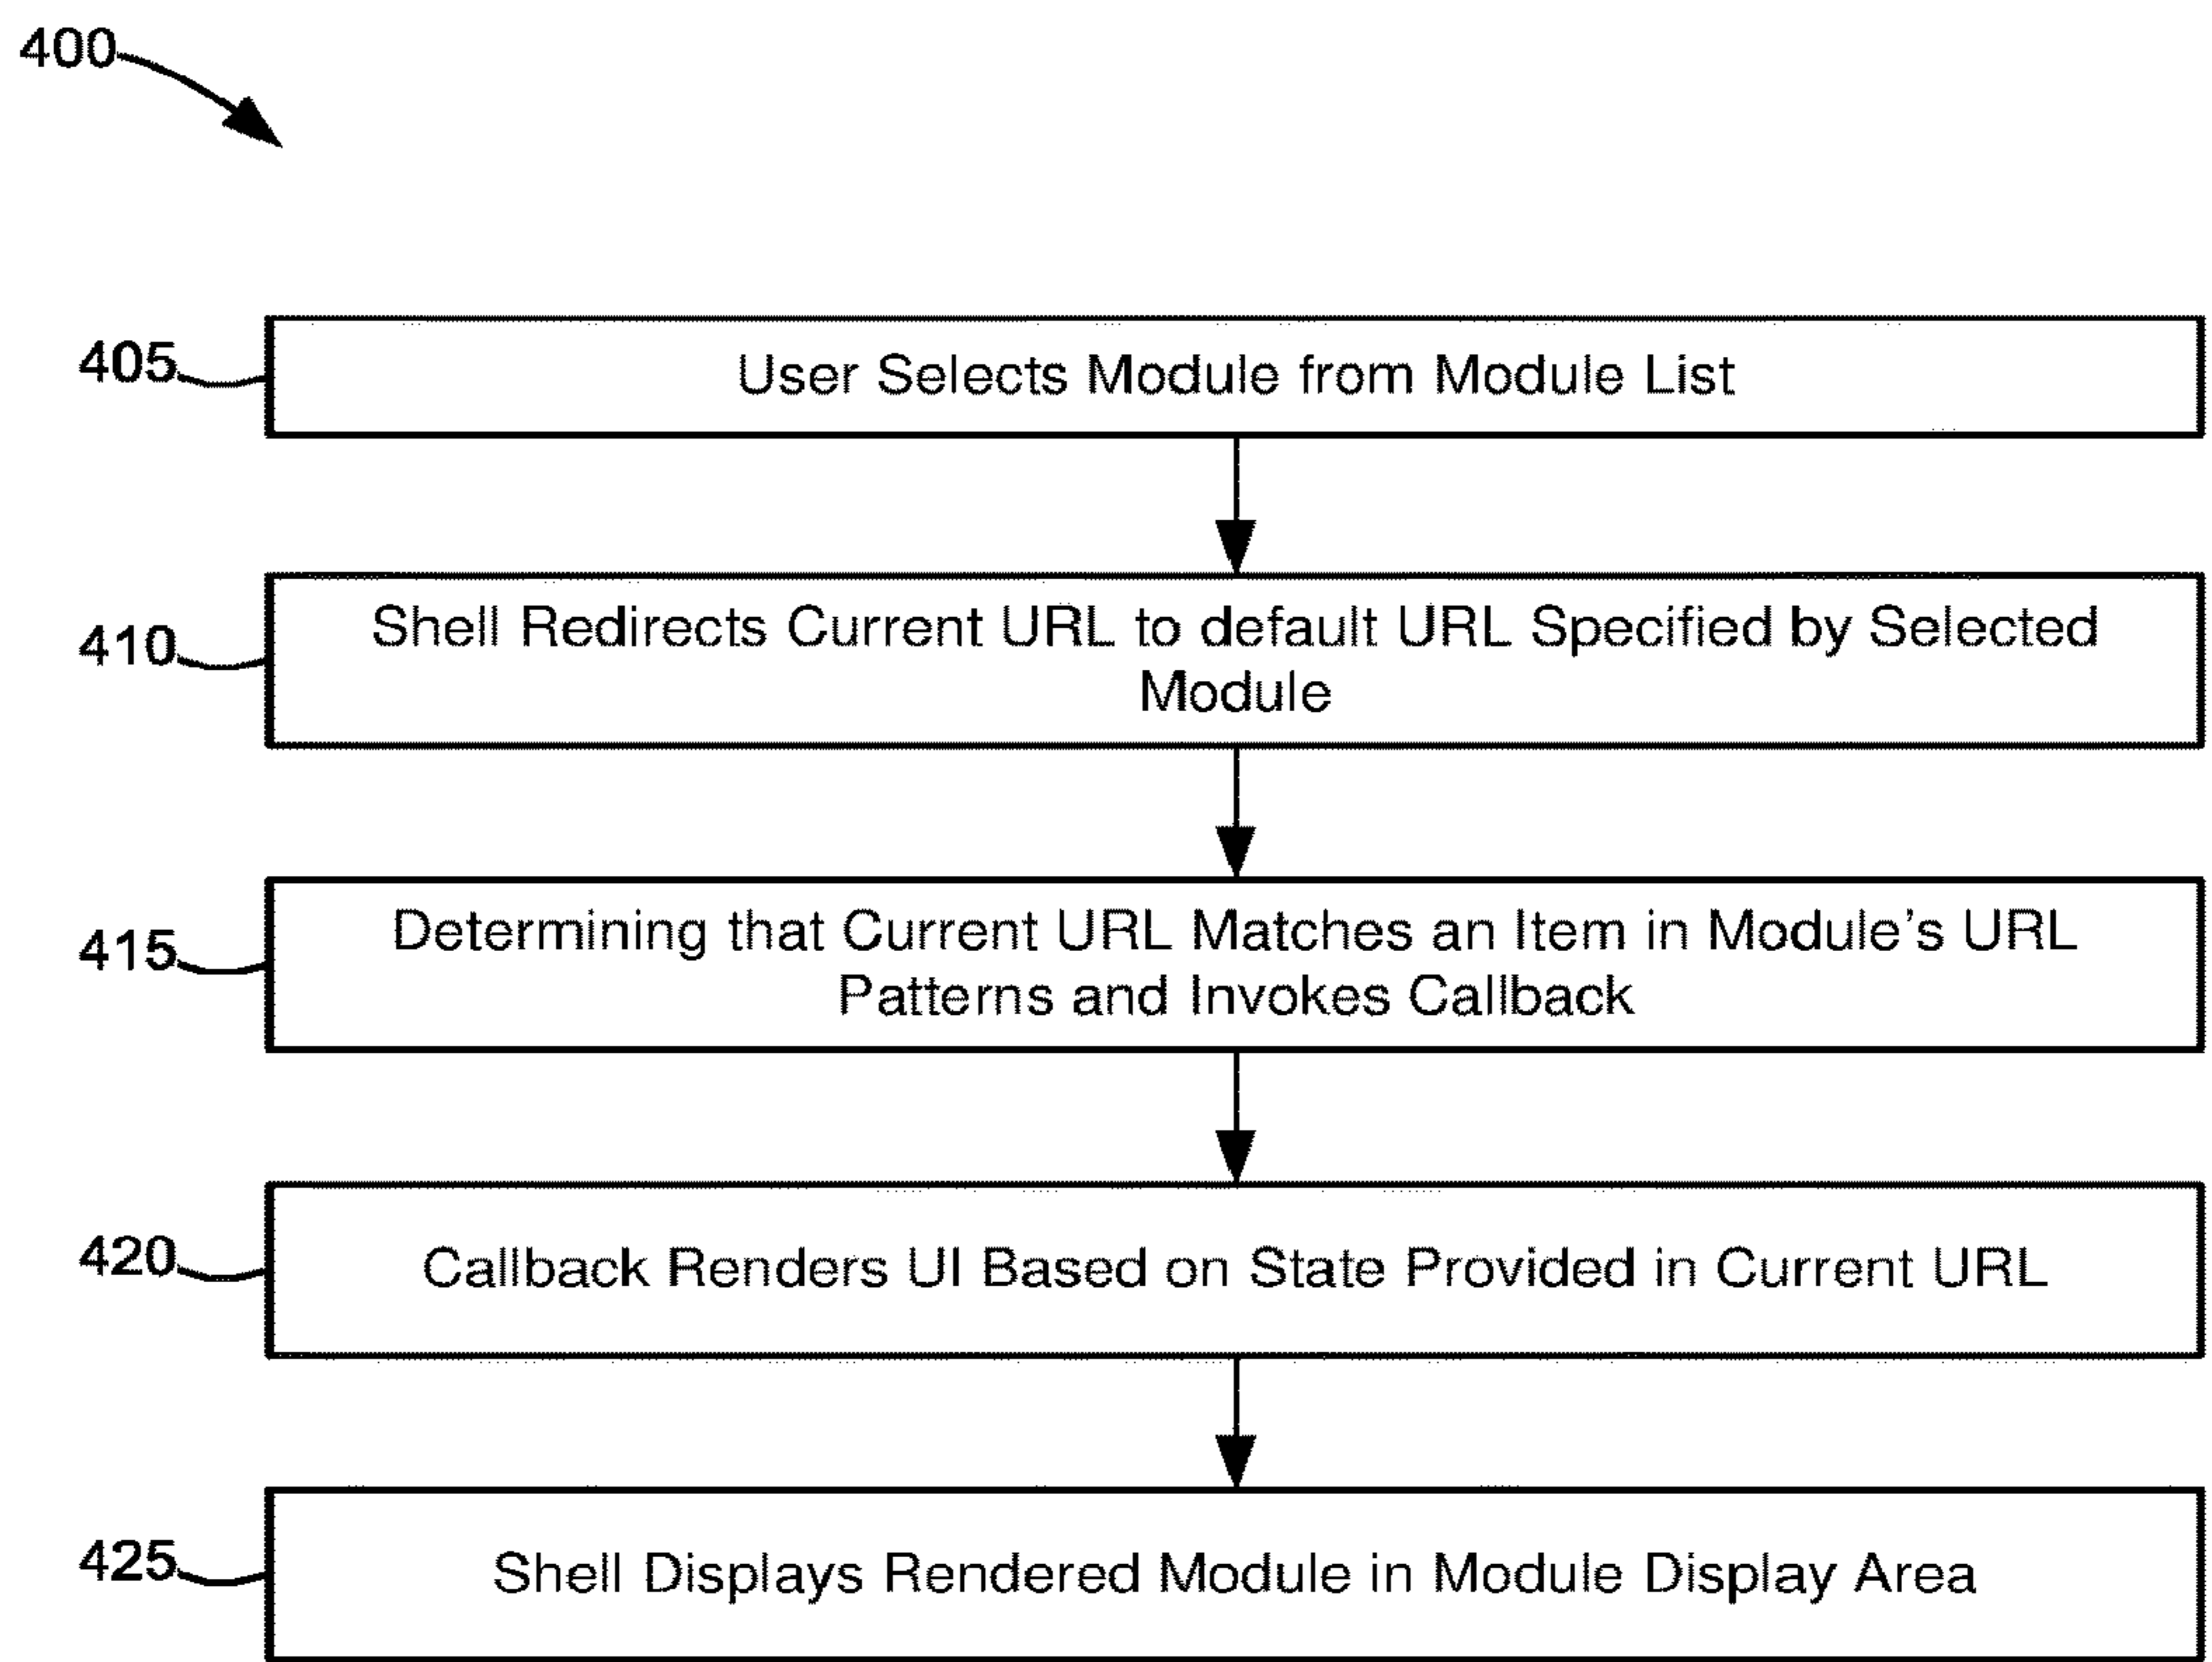 400
405
User Selects Module from Module List
410
Shell Redirects Current URL to default URL Specified by Selected
Module
415
Determining that Current URL Matches an Item in Module's URL
Patterns and Invokes Callback
420
Callback Renders UI Based on State Provided in Current URL
425
Shell Displays Rendered Module in Module Display Area